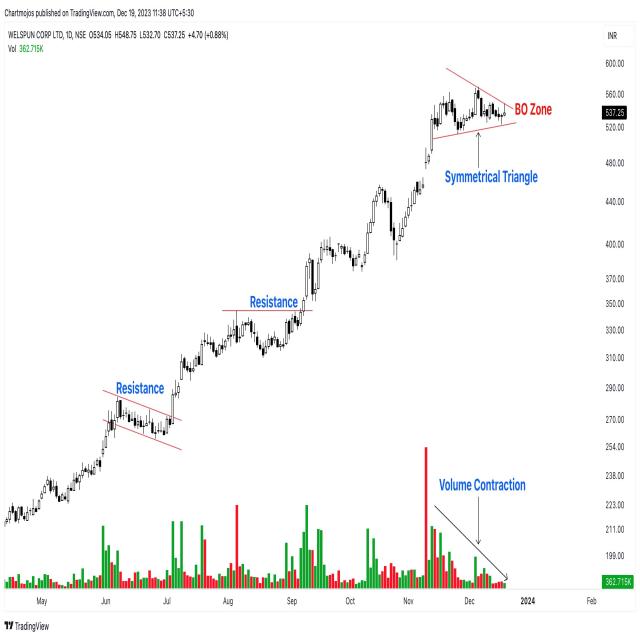 Chartmojos published on TradingView.com, Dec 19, 2023 11:38 UTC+5:30
WELSPUN CORP LTD, 1D, NSE O534.05 H548.75 L532.70 C537.25 +4.70 (+0.88%)
INR
Vol 362.715K
600.00
560.00
BO Zone
537.25
520.00
Symmetrical Triangle
480.00
440.00
400.00
370.00
350.00
Resistance
330.00
310.00
Resistance
290.00
270.00
254.00
238.00
Volume Contraction
223.00
211.00
199.00
362.715K
May Jun Jul Aug Sep Oct Nov Dec 2024 Feb
TradingView